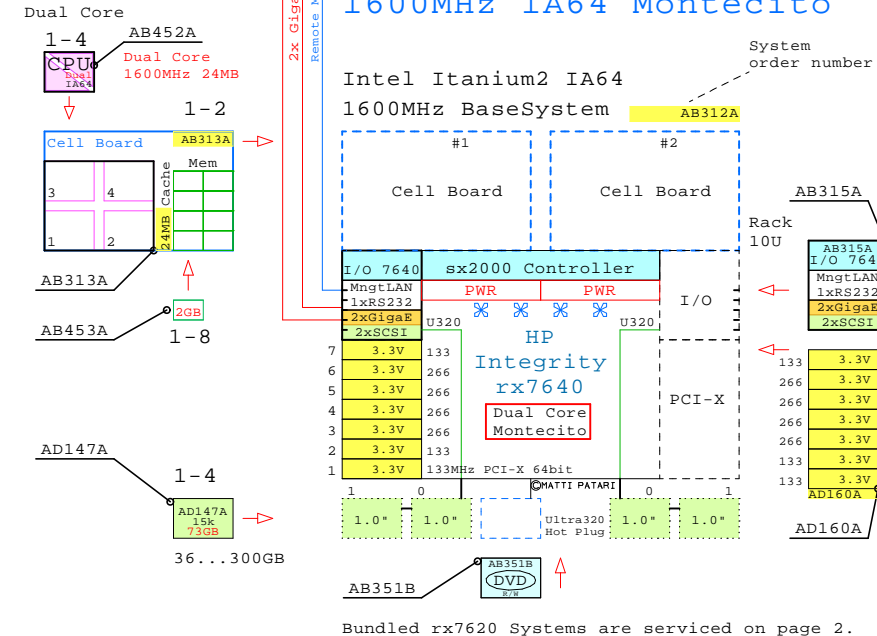 1600MHz IA64 Montecito
Dual Core
1-4
AB452A
CPU
Dual
IA64
Dual Core
1600MHz 24MB
2x Giga
Remote M
System
order number
Intel Itanium2 IA64
1600MHz BaseSystem
AB312A
1-2
Cell Board
AB313A
Mem
Cache
24MB
3
4
1
2
AB313A
AB453A
2GB
1-8
#1
Cell Board
#2
Cell Board
Rack
10U
AB315A
I/O 7640
sx2000 Controller
MngtLAN
1xRS232
2xGigaE
2xSCSI
PWR
PWR
U320
U320
I/O
HP
Integrity
rx7640
Dual Core
Montecito
PCI-X
7 3.3V 133
6 3.3V 266
5 3.3V 266
4 3.3V 266
3 3.3V 266
2 3.3V 133
1 3.3V 133MHz PCI-X 64bit
©MATTI PATARI
AB315A
I/O 764
MngtLAN
1xRS232
2xGigaE
2xSCSI
133 3.3V
266 3.3V
266 3.3V
266 3.3V
266 3.3V
133 3.3V
133 3.3V
AD160A
AD160A
AD147A
1-4
AD147A
15k
73GB
36...300GB
1
0
0
1
1.0"
1.0"
Ultra320
Hot Plug
1.0"
1.0"
AB351B
AB351B
DVD
R/W
Bundled rx7620 Systems are serviced on page 2.